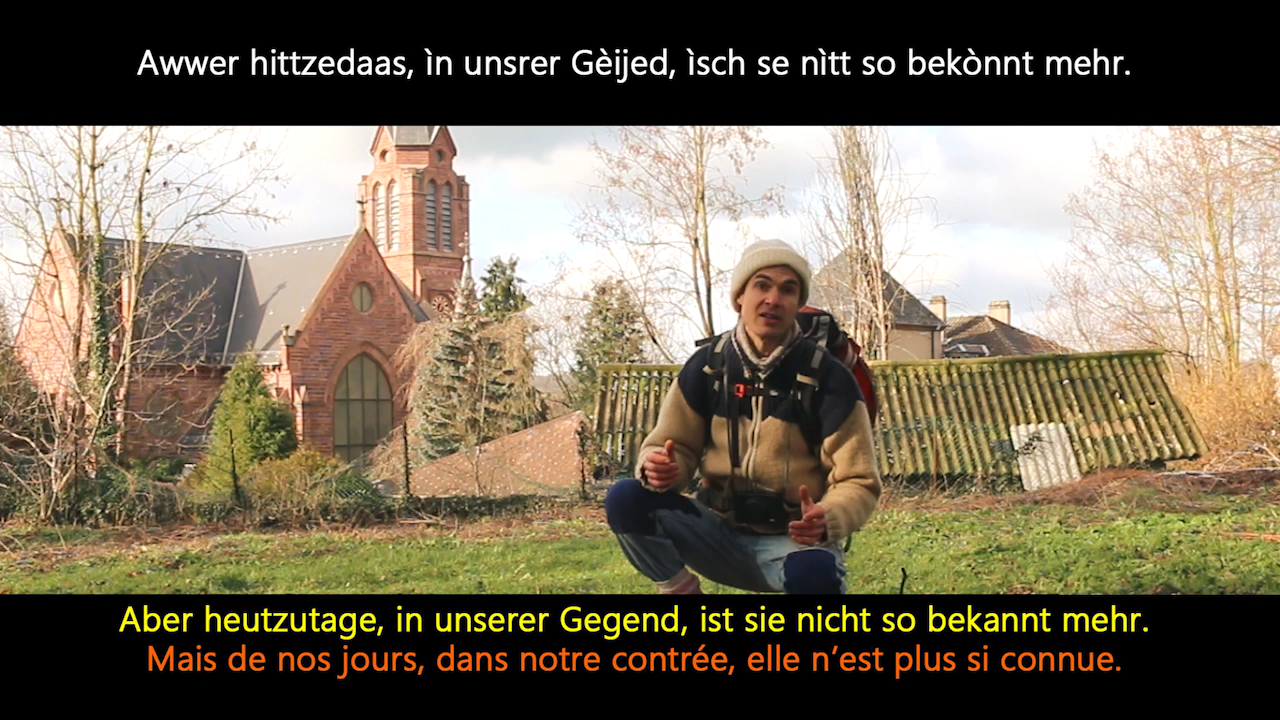 Awwer hittzedaas, ìn unsrer Gèijed, ìsch se nìtt so bekònnt mehr.
Aber heutzutage, in unserer Gegend, ist sie nicht so bekannt mehr.
Mais de nos jours, dans notre contrée, elle n’est plus si connue.